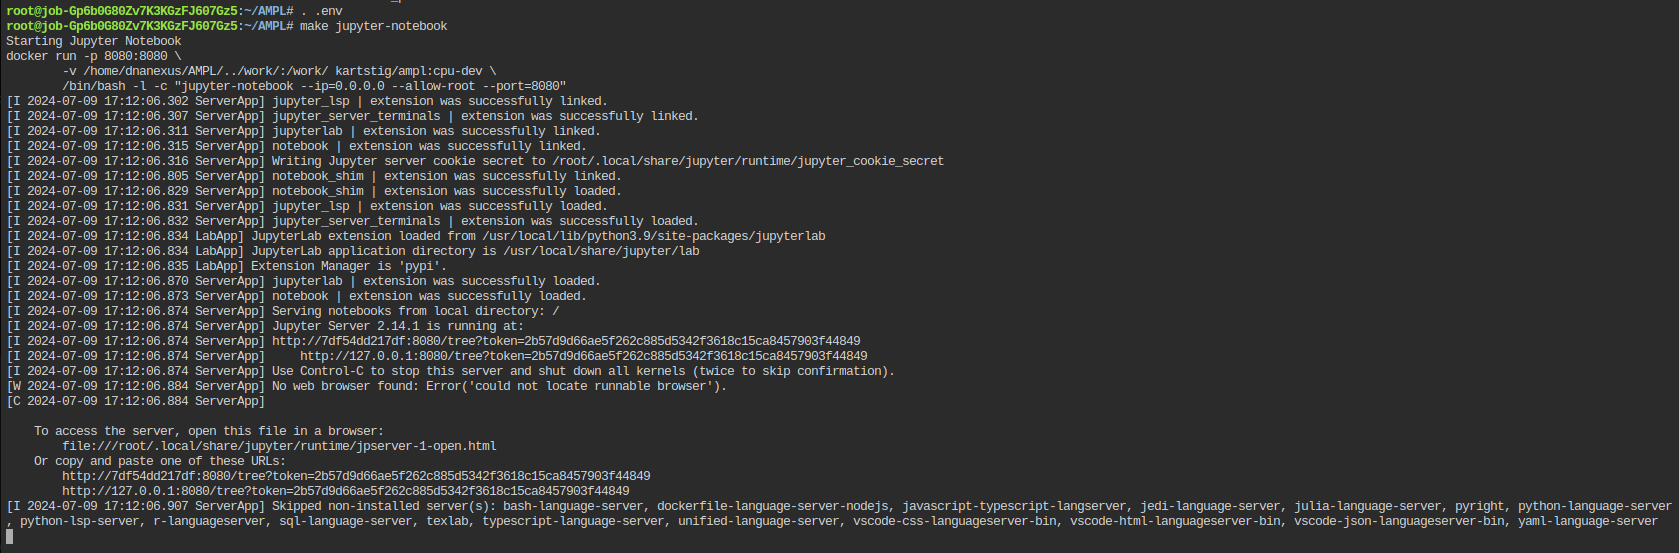 root@job-Gp6b0G80Zv7K3KGzFJ607Gz5:~/AMPL# . .env
root@job-Gp6b0G80Zv7K3KGzFJ607Gz5:~/AMPL# make jupyter-notebook
Starting Jupyter Notebook
docker run -p 8080:8080 \
        -v /home/dnanexus/AMPL/../work/:/work/ kartstig/ampl:cpu-dev \
        /bin/bash -l -c "jupyter-notebook --ip=0.0.0.0 --allow-root --port=8080"
[I 2024-07-09 17:12:06.302 ServerApp] jupyter_lsp | extension was successfully linked.
[I 2024-07-09 17:12:06.307 ServerApp] jupyter_server_terminals | extension was successfully linked.
[I 2024-07-09 17:12:06.311 ServerApp] jupyterlab | extension was successfully linked.
[I 2024-07-09 17:12:06.315 ServerApp] notebook | extension was successfully linked.
[I 2024-07-09 17:12:06.316 ServerApp] Writing Jupyter server cookie secret to /root/.local/share/jupyter/runtime/jupyter_cookie_secret
[I 2024-07-09 17:12:06.805 ServerApp] notebook_shim | extension was successfully linked.
[I 2024-07-09 17:12:06.829 ServerApp] notebook_shim | extension was successfully loaded.
[I 2024-07-09 17:12:06.831 ServerApp] jupyter_lsp | extension was successfully loaded.
[I 2024-07-09 17:12:06.832 ServerApp] jupyter_server_terminals | extension was successfully loaded.
[I 2024-07-09 17:12:06.834 LabApp] JupyterLab extension loaded from /usr/local/lib/python3.9/site-packages/jupyterlab
[I 2024-07-09 17:12:06.834 LabApp] JupyterLab application directory is /usr/local/share/jupyter/lab
[I 2024-07-09 17:12:06.835 LabApp] Extension Manager is 'pypi'.
[I 2024-07-09 17:12:06.870 ServerApp] jupyterlab | extension was successfully loaded.
[I 2024-07-09 17:12:06.873 ServerApp] notebook | extension was successfully loaded.
[I 2024-07-09 17:12:06.874 ServerApp] Serving notebooks from local directory: /
[I 2024-07-09 17:12:06.874 ServerApp] Jupyter Server 2.14.1 is running at:
[I 2024-07-09 17:12:06.874 ServerApp] http://7df54dd217df:8080/tree?token=2b57d9d66ae5f262c885d5342f3618c15ca8457903f44849
[I 2024-07-09 17:12:06.874 ServerApp]     http://127.0.0.1:8080/tree?token=2b57d9d66ae5f262c885d5342f3618c15ca8457903f44849
[I 2024-07-09 17:12:06.874 ServerApp] Use Control-C to stop this server and shut down all kernels (twice to skip confirmation).
[W 2024-07-09 17:12:06.884 ServerApp] No web browser found: Error('could not locate runnable browser').
[C 2024-07-09 17:12:06.884 ServerApp]
    To access the server, open this file in a browser:
        file:///root/.local/share/jupyter/runtime/jpserver-1-open.html
    Or copy and paste one of these URLs:
        http://7df54dd217df:8080/tree?token=2b57d9d66ae5f262c885d5342f3618c15ca8457903f44849
        http://127.0.0.1:8080/tree?token=2b57d9d66ae5f262c885d5342f3618c15ca8457903f44849
[I 2024-07-09 17:12:06.907 ServerApp] Skipped non-installed server(s): bash-language-server, dockerfile-language-server-nodejs, javascript-typescript-langserver, jedi-language-server, julia-language-server, pyright, python-language-server
, python-lsp-server, r-languageserver, sql-language-server, texlab, typescript-language-server, unified-language-server, vscode-css-languageserver-bin, vscode-html-languageserver-bin, vscode-json-languageserver-bin, yaml-language-server